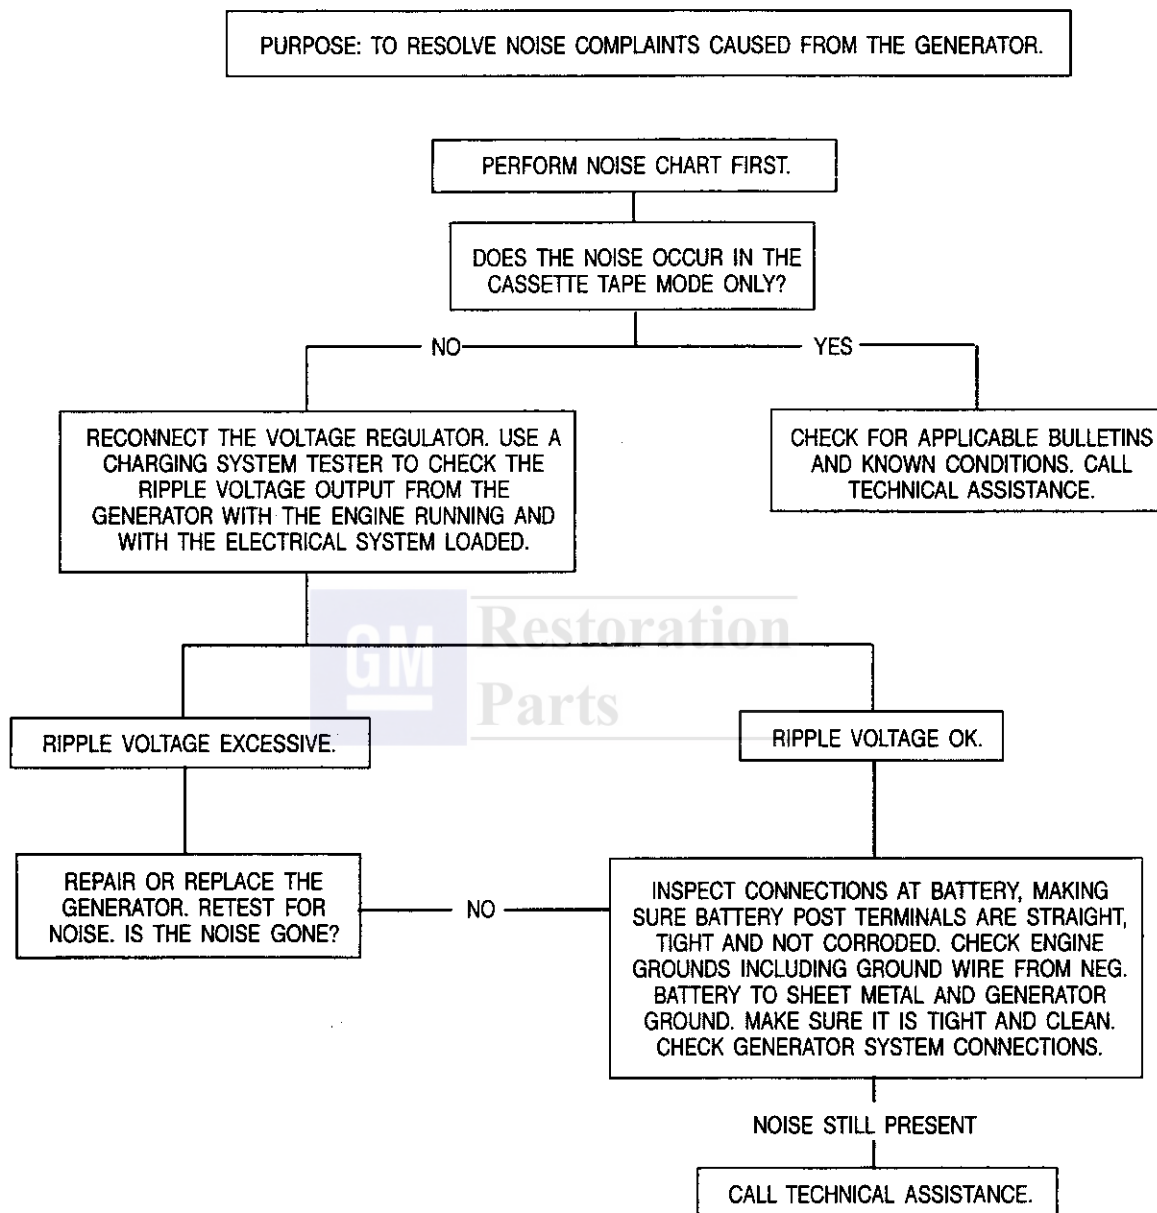 PURPOSE: TO RESOLVE NOISE COMPLAINTS CAUSED FROM THE GENERATOR.
PERFORM NOISE CHART FIRST.
DOES THE NOISE OCCUR IN THE
CASSETTE TAPE MODE ONLY?
NO
YES
RECONNECT THE VOLTAGE REGULATOR. USE A
CHARGING SYSTEM TESTER TO CHECK THE
RIPPLE VOLTAGE OUTPUT FROM THE
GENERATOR WITH THE ENGINE RUNNING AND
WITH THE ELECTRICAL SYSTEM LOADED.
CHECK FOR APPLICABLE BULLETINS
AND KNOWN CONDITIONS. CALL
TECHNICAL ASSISTANCE.
GM
Restoration
Parts
RIPPLE VOLTAGE EXCESSIVE.
RIPPLE VOLTAGE OK.
REPAIR OR REPLACE THE
GENERATOR. RETEST FOR
NOISE. IS THE NOISE GONE?
NO
INSPECT CONNECTIONS AT BATTERY, MAKING
SURE BATTERY POST TERMINALS ARE STRAIGHT,
TIGHT AND NOT CORRODED. CHECK ENGINE
GROUNDS INCLUDING GROUND WIRE FROM NEG.
BATTERY TO SHEET METAL AND GENERATOR
GROUND. MAKE SURE IT IS TIGHT AND CLEAN.
CHECK GENERATOR SYSTEM CONNECTIONS.
NOISE STILL PRESENT
CALL TECHNICAL ASSISTANCE.